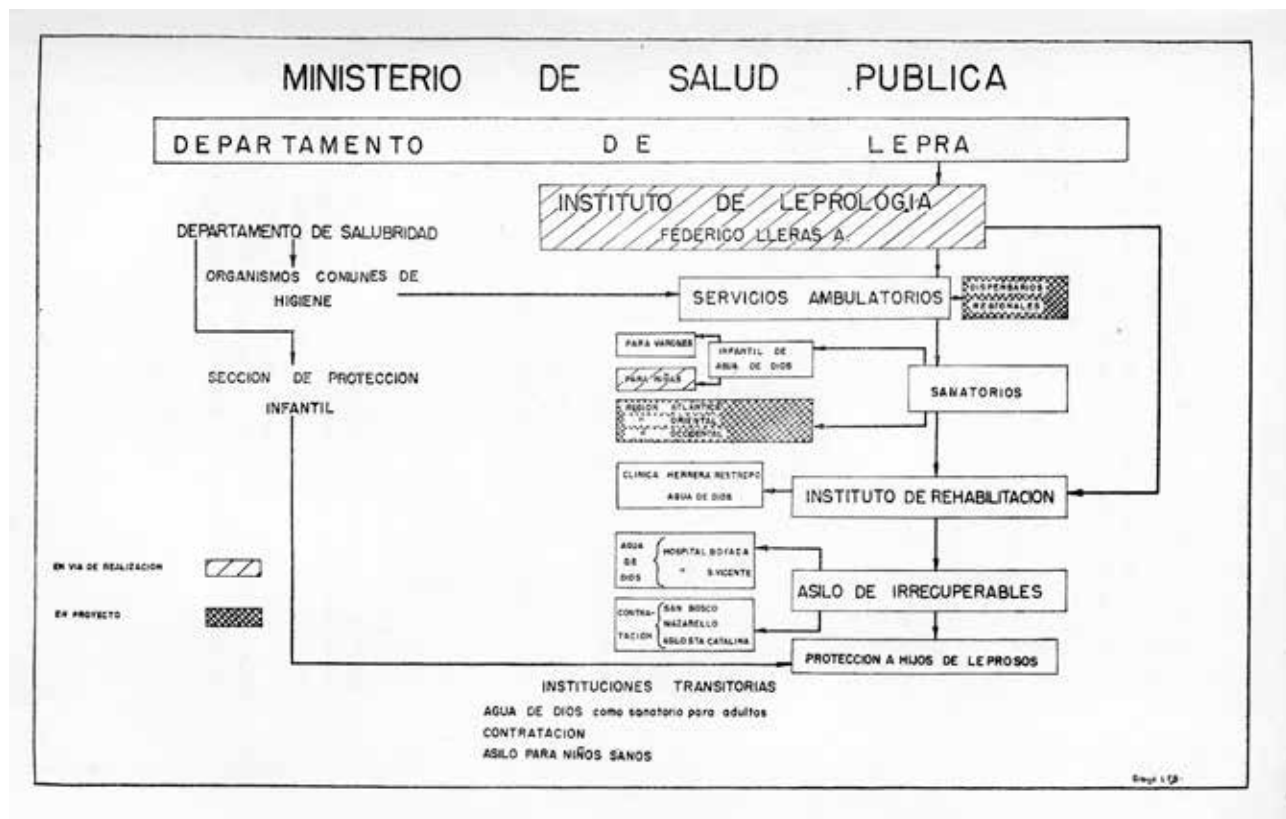 MINISTERIO DE SALUD PUBLICA
DEPARTAMENTO DE LEPRA
INSTITUTO DE LEPROLOGIA
FEDERICO LLERAS A.
DEPARTAMENTO DE SALUBRIDAD
ORGANISMOS COMUNES DE
HIGIENE
SERVICIOS AMBULATORIOS
DISPENSARIOS
REGIONALES
PARA VARONES
INFANTIL DE
AGUA DE DIOS
PARA NIÑAS
SECCION DE PROTECCION
INFANTIL
SANATORIOS
REGION ATLANTICA
" ORIENTAL
" OCCIDENTAL
CLINICA HERRERA RESTREPO
AGUA DE DIOS
INSTITUTO DE REHABILITACION
AGUA
DE
DIOS
HOSPITAL BOYACA
" S.VICENTE
EN VIA DE REALIZACION
ASILO DE IRRECUPERABLES
EN PROYECTO
CONTRA-
TACION
SAN BOSCO
MAZARELLO
ASILO STA CATALINA
PROTECCION A HIJOS DE LEPROSOS
INSTITUCIONES TRANSITORIAS
AGUA DE DIOS como sanatorio para adultos
CONTRATACION
ASILO PARA NIÑOS SANOS